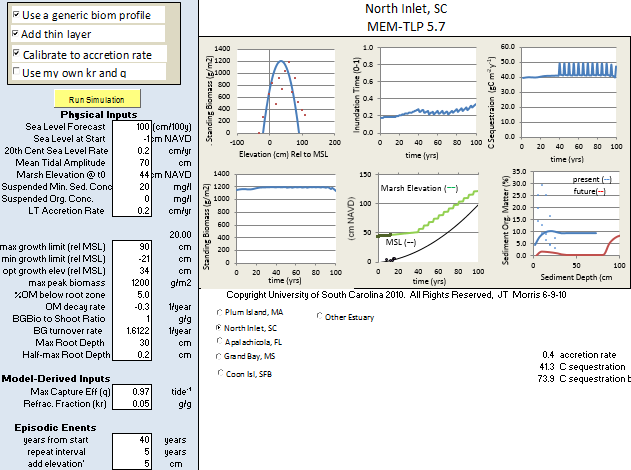 North Inlet, SC
MEM-TLP 5.7
Use a generic biom profile
Add thin layer
Calibrate to accretion rate
Use my own kr and q
Run Simulation
Physical Inputs
Sea Level Forecast 100 (cm/100y)
Sea Level at Start -1 cm NAVD
20th Cent Sea Level Rate 0.2 cm/yr
Mean Tidal Amplitude 70 cm
Marsh Elevation @ t0 44 cm NAVD
Suspended Min. Sed. Conc 20 mg/l
Suspended Org. Conc 0 mg/l
LT Accretion Rate 0.2 cm/yr
20.00
max growth limit (rel MSL) 90 cm
min growth limit (rel MSL) -21 cm
opt growth elev (rel MSL) 34 cm
max peak biomass 1200 g/m2
%OM below root zone 5.0
OM decay rate -0.3 1/year
BGBio to Shoot Ratio 1 g/g
BG turnover rate 1.6122 1/year
Max Root Depth 30 cm
Half-max Root Depth 0.2 cm
Model-Derived Inputs
Max Capture Eff (q) 0.97 tide⁻¹
Refrac. Fraction (kr) 0.05 g/g
Episodic Enents
years from start 40 years
repeat interval 5 years
add elevation' 5 cm
Standing Biomass (g/m2)
1400
1200
1000
800
600
400
200
0
-100 0 100 200
Elevation (cm) Rel to MSL
Inundation Time (0-1)
1.0
0.8
0.6
0.4
0.2
0.0
0 20 40 60 80 100
time (yrs)
C Sequestraion (gC m⁻² y⁻¹)
60.0
50.0
40.0
30.0
20.0
10.0
0.0
0 20 40 60 80 100
time (yrs)
Standing Biomass (g/m2)
1400
1200
1000
800
600
400
200
0
0 20 40 60 80 100
time (yrs)
(cm NAVD)
150
100
50
0
Marsh Elevation (---)
MSL (--)
0 20 40 60 80 100
time (yrs)
Sediment Org. Matter (%)
35.0
30.0
25.0
20.0
15.0
10.0
5.0
0.0
present (--)
future(--)
0 50 100
Sediment Depth (cm)
Copyright University of South Carolina 2010. All Rights Reserved, JT Morris 6-9-10
Plum Island, MA
Other Estuary
North Inlet, SC
Apalachicola, FL
Grand Bay, MS
Coon Isl, SFB
0.4 accretion rate
41.3 C sequestration
73.9 C sequestration b